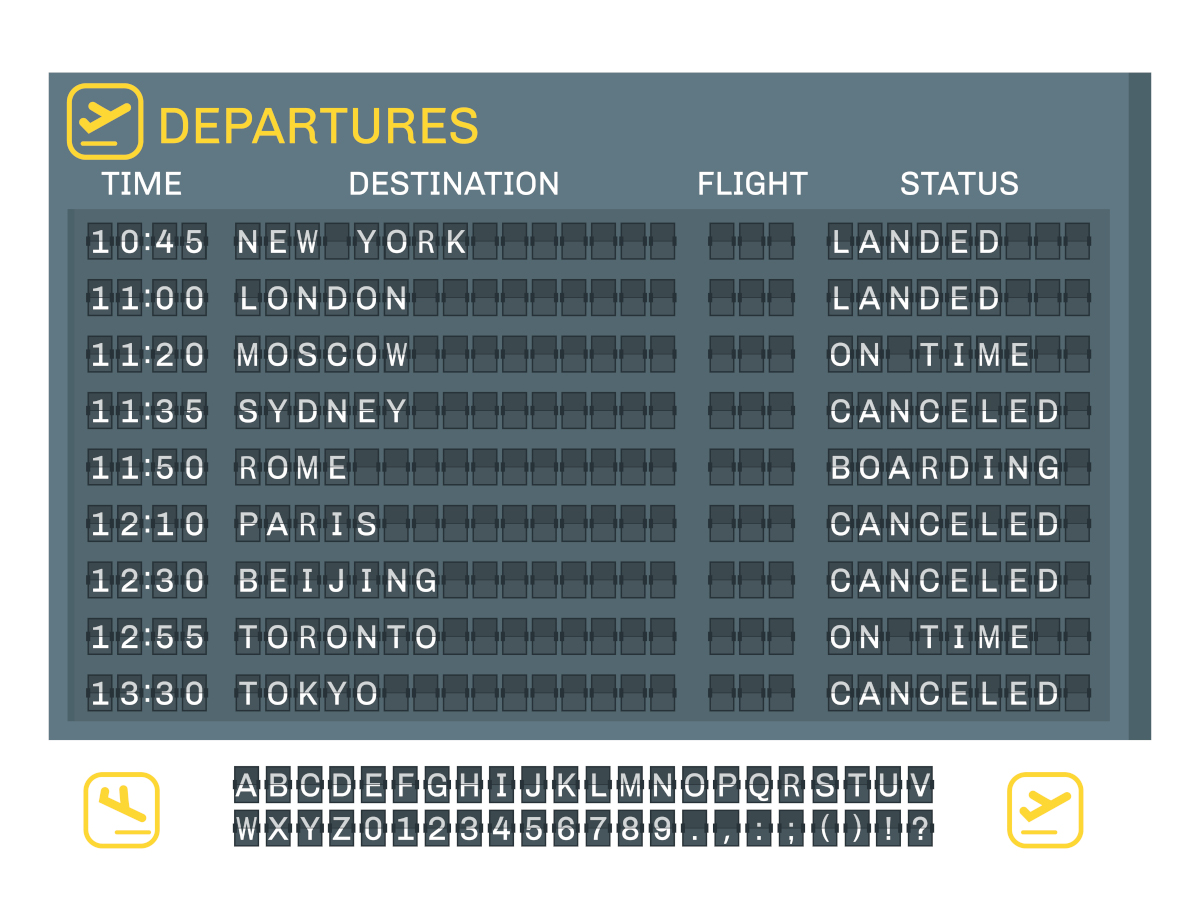 DEPARTURES
TIME DESTINATION FLIGHT STATUS
10:45 NEW YORK LANDED
11:00 LONDON LANDED
11:20 MOSCOW ON TIME
11:35 SYDNEY CANCELED
11:50 ROME BOARDING
12:10 PARIS CANCELED
12:30 BEIJING CANCELED
12:55 TORONTO ON TIME
13:30 TOKYO CANCELED
ABCDEFGHIJKLMNOPQRSTUV
WXYZ0123456789.,:;()!?